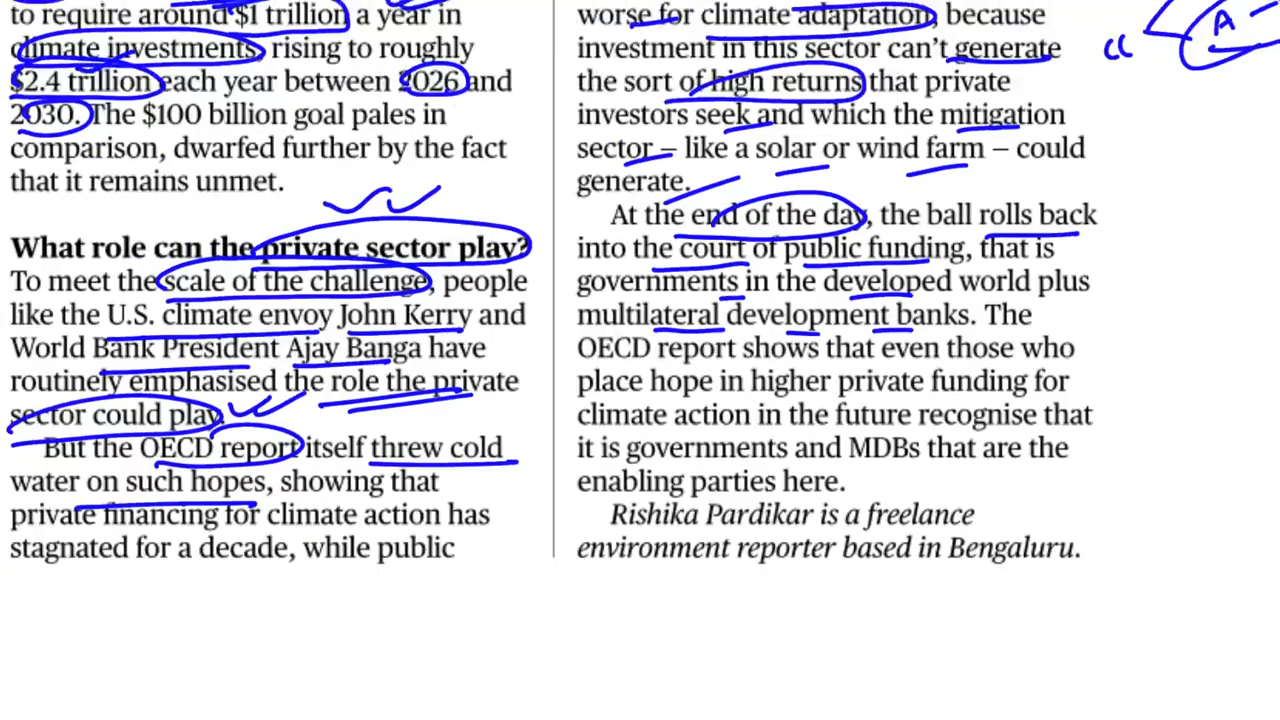 to require around $1 trillion a year in
climate investments, rising to roughly
$2.4 trillion each year between 2026 and
2030. The $100 billion goal pales in
comparison, dwarfed further by the fact
that it remains unmet.
What role can the private sector play?
To meet the scale of the challenge, people
like the U.S. climate envoy John Kerry and
World Bank President Ajay Banga have
routinely emphasised the role the private
sector could play.
But the OECD report itself threw cold
water on such hopes, showing that
private financing for climate action has
stagnated for a decade, while public
worse for climate adaptation, because
investment in this sector can't generate
the sort of high returns that private
investors seek and which the mitigation
sector – like a solar or wind farm – could
generate.
At the end of the day, the ball rolls back
into the court of public funding, that is
governments in the developed world plus
multilateral development banks. The
OECD report shows that even those who
place hope in higher private funding for
climate action in the future recognise that
it is governments and MDBs that are the
enabling parties here.
Rishika Pardikar is a freelance
environment reporter based in Bengaluru.
A